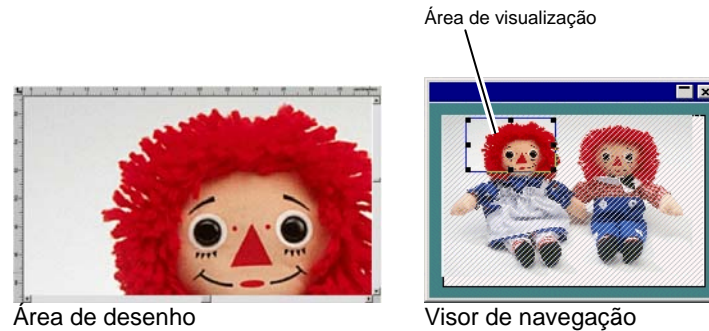 Área de visualização
Área de desenho
Visor de navegação